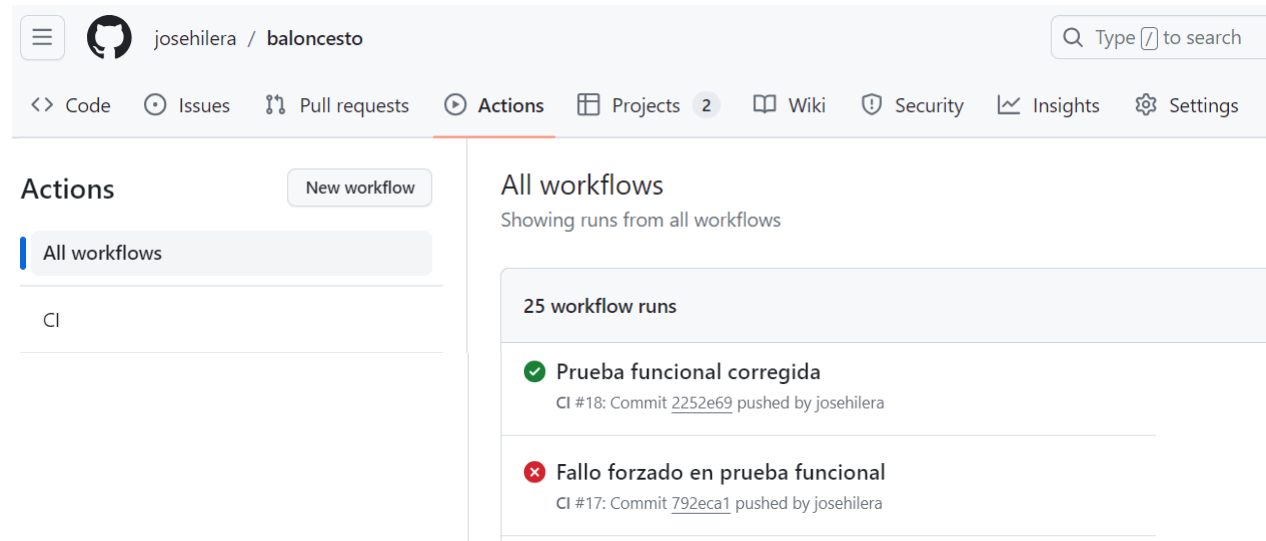 josehilera / baloncesto
Type / to search
Code Issues Pull requests Actions Projects 2 Wiki Security Insights Settings
Actions
New workflow
All workflows
CI
All workflows
Showing runs from all workflows
25 workflow runs
Prueba funcional corregida
CI #18: Commit 2252e69 pushed by josehilera
Fallo forzado en prueba funcional
CI #17: Commit 792eca1 pushed by josehilera